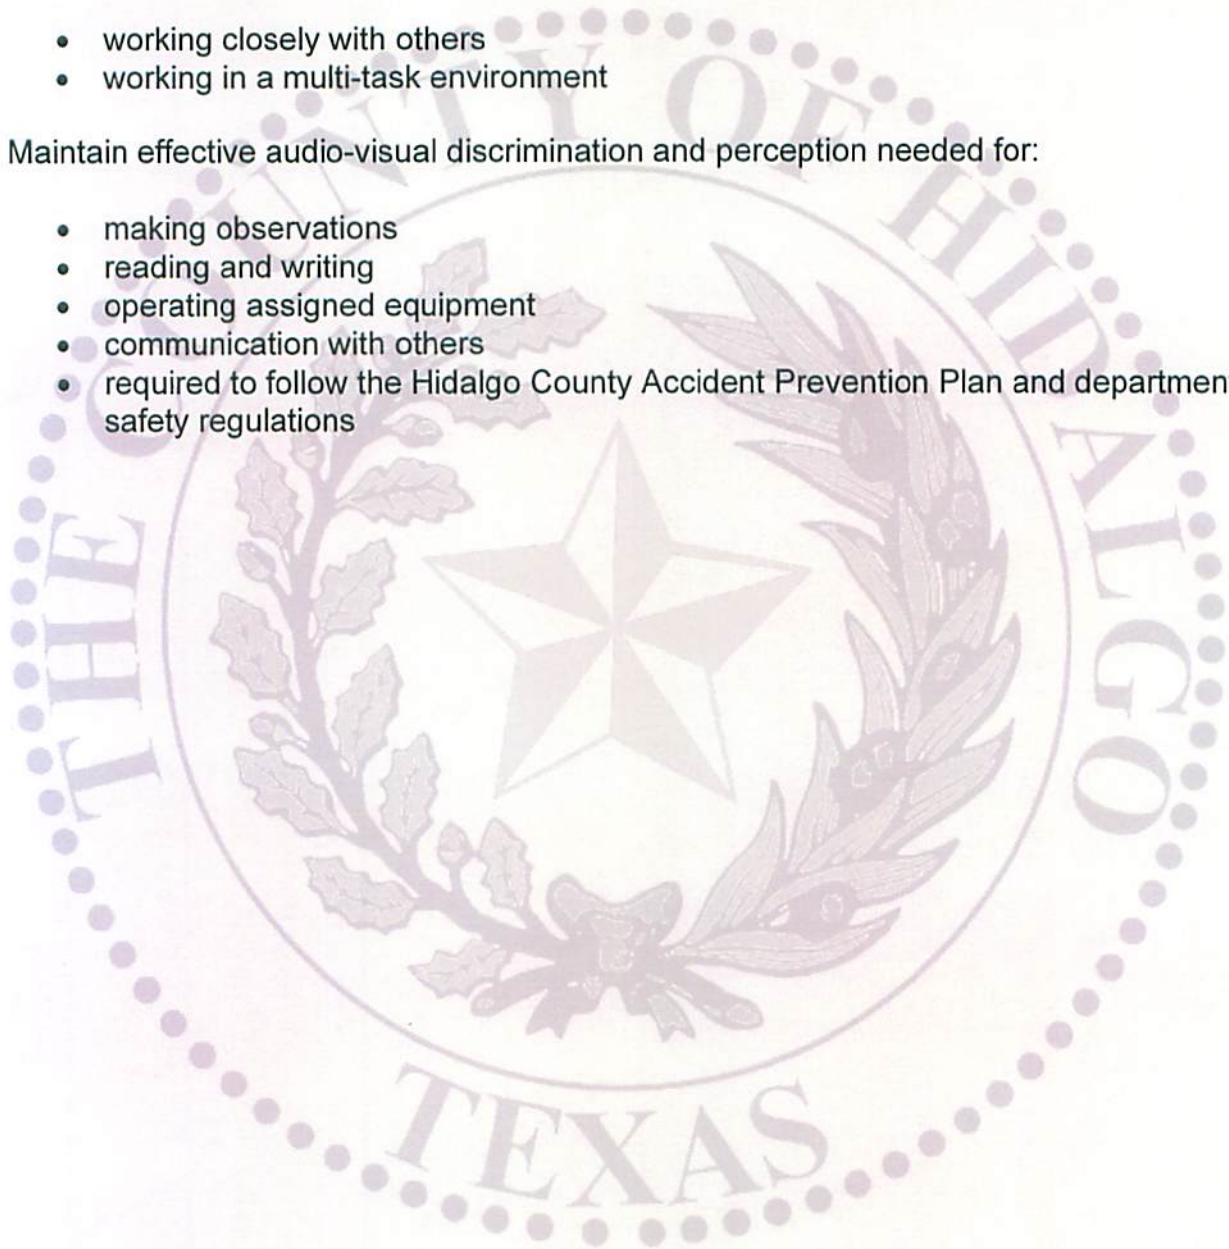 • working closely with others
• working in a multi-task environment
Maintain effective audio-visual discrimination and perception needed for:
• making observations
• reading and writing
• operating assigned equipment
• communication with others
• required to follow the Hidalgo County Accident Prevention Plan and departmen
safety regulations
THE COUNTY OF HIDALGO
TEXAS